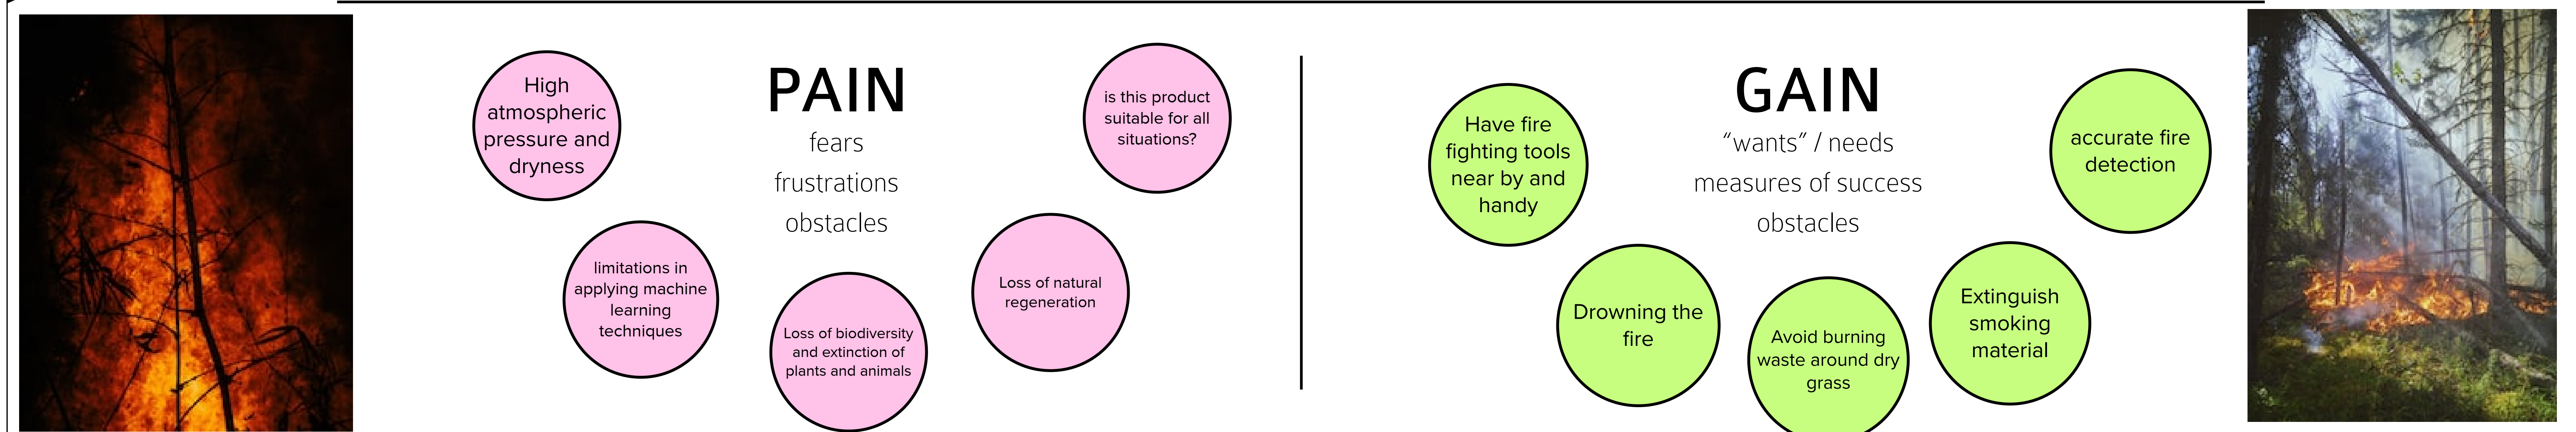 High
atmospheric
pressure and
dryness
limitations in
applying machine
learning
techniques
PAIN
fears
frustrations
obstacles
Loss of biodiversity
and extinction of
plants and animals
Loss of natural
regeneration
is this product
suitable for all
situations?
Have fire
fighting tools
near by and
handy
Drowning the
fire
GAIN
“wants” / needs
measures of success
obstacles
Avoid burning
waste around dry
grass
Extinguish
smoking
material
accurate fire
detection